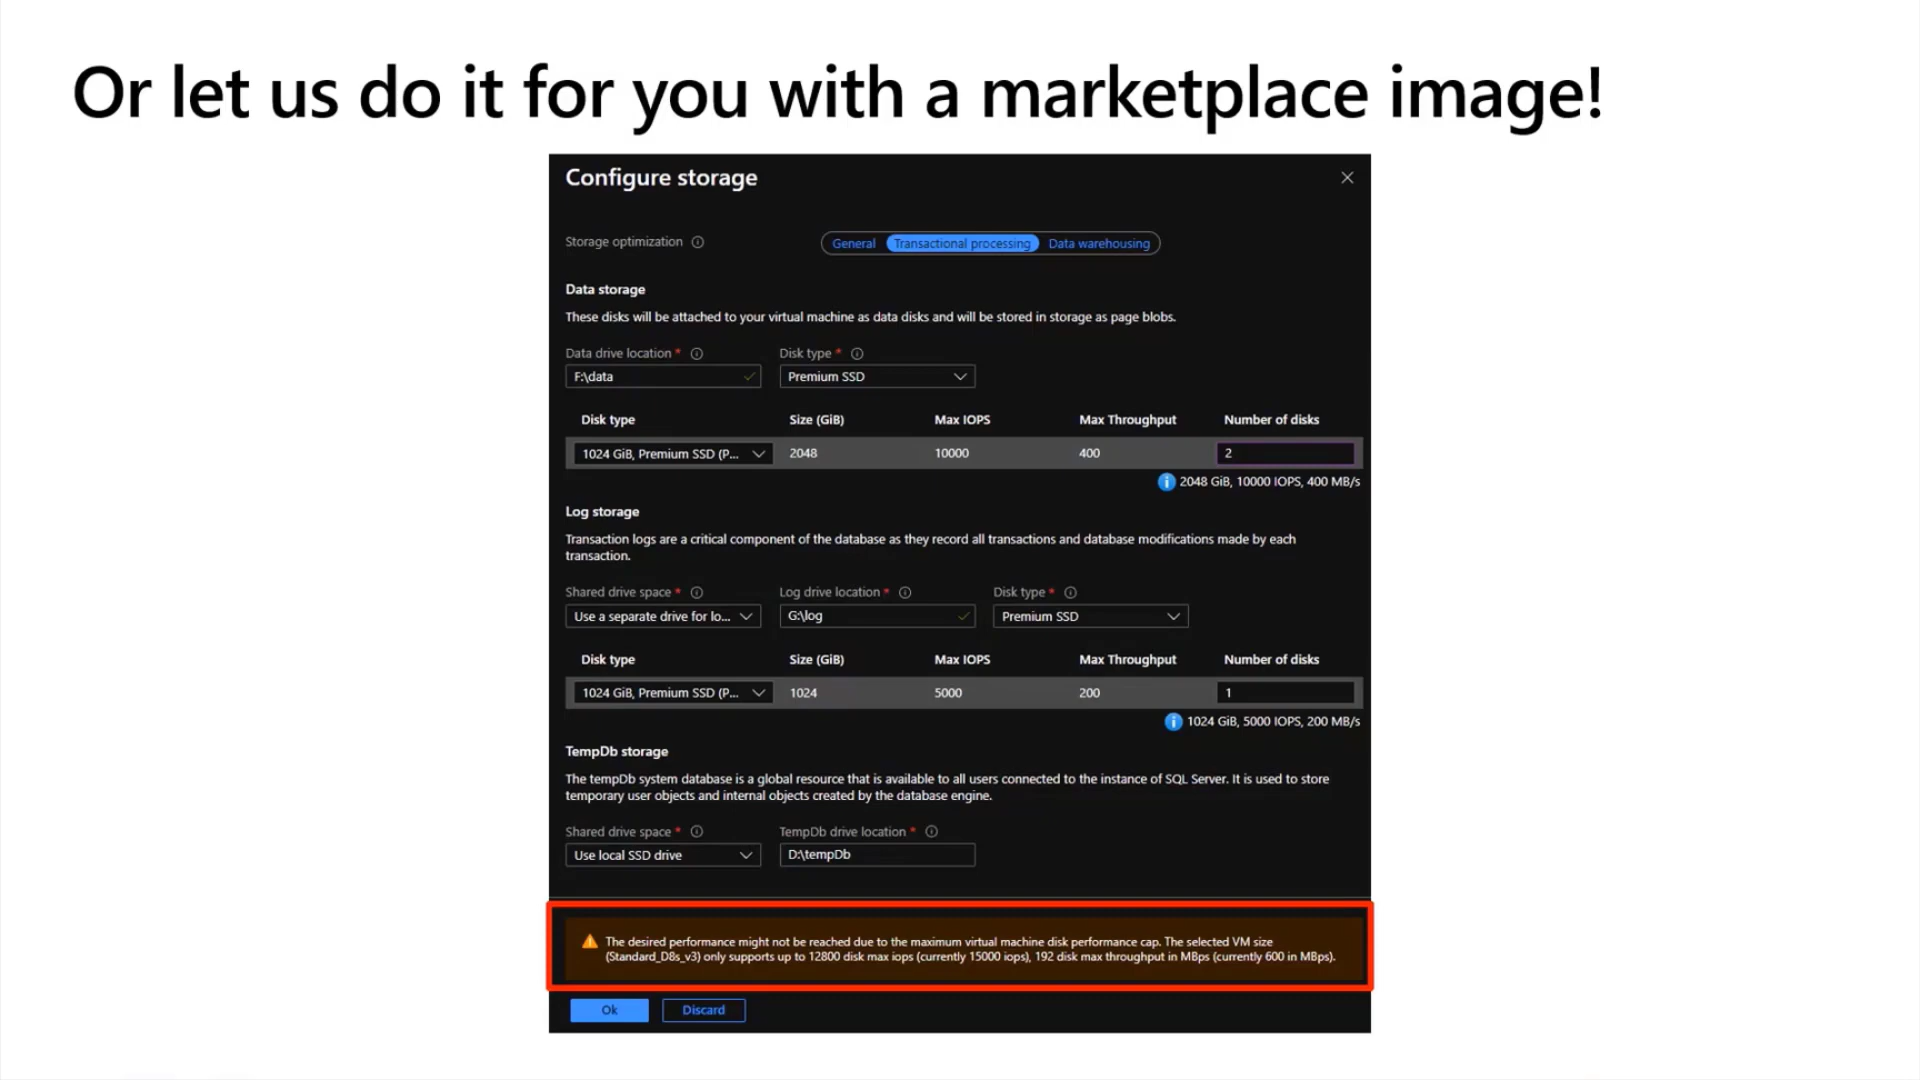 Or let us do it for you with a marketplace image!
Configure storage
Storage optimization
General Transactional processing Data warehousing
Data storage
These disks will be attached to your virtual machine as data disks and will be stored in storage as page blobs.
Data drive location * Disk type *
F:\data Premium SSD
Disk type Size (GiB) Max IOPS Max Throughput Number of disks
1024 GiB, Premium SSD (P... 2048 10000 400 2
2048 GiB, 10000 IOPS, 400 MB/s
Log storage
Transaction logs are a critical component of the database as they record all transactions and database modifications made by each
transaction.
Shared drive space * Log drive location * Disk type *
Use a separate drive for lo... G:\log Premium SSD
Disk type Size (GiB) Max IOPS Max Throughput Number of disks
1024 GiB, Premium SSD (P... 1024 5000 200 1
1024 GiB, 5000 IOPS, 200 MB/s
TempDb storage
The tempDb system database is a global resource that is available to all users connected to the instance of SQL Server. It is used to store
temporary user objects and internal objects created by the database engine.
Shared drive space * TempDb drive location *
Use local SSD drive D:\tempDb
The desired performance might not be reached due to the maximum virtual machine disk performance cap. The selected VM size
(Standard_D8s_v3) only supports up to 12800 disk max iops (currently 15000 iops), 192 disk max throughput in MBps (currently 600 in MBps).
Ok Discard